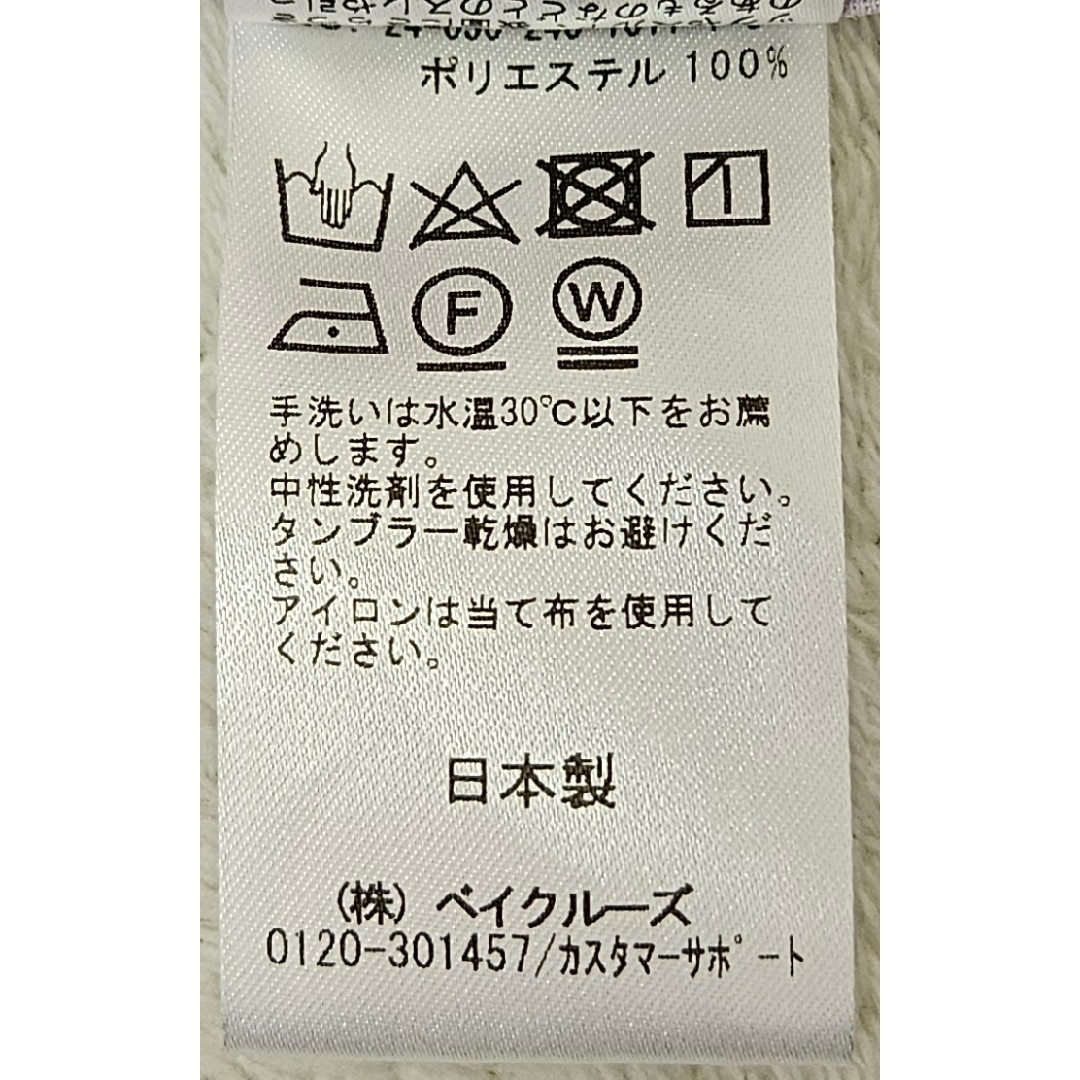 ポリエステル 100%
F
W
手洗いは水温30℃以下をお薦
めします。
中性洗剤を使用してください。
タンブラー乾燥はお避けくだ
さい。
アイロンは当て布を使用して
ください。
日本製
(株) ベイクルーズ
0120-301457/カスタマーサポート